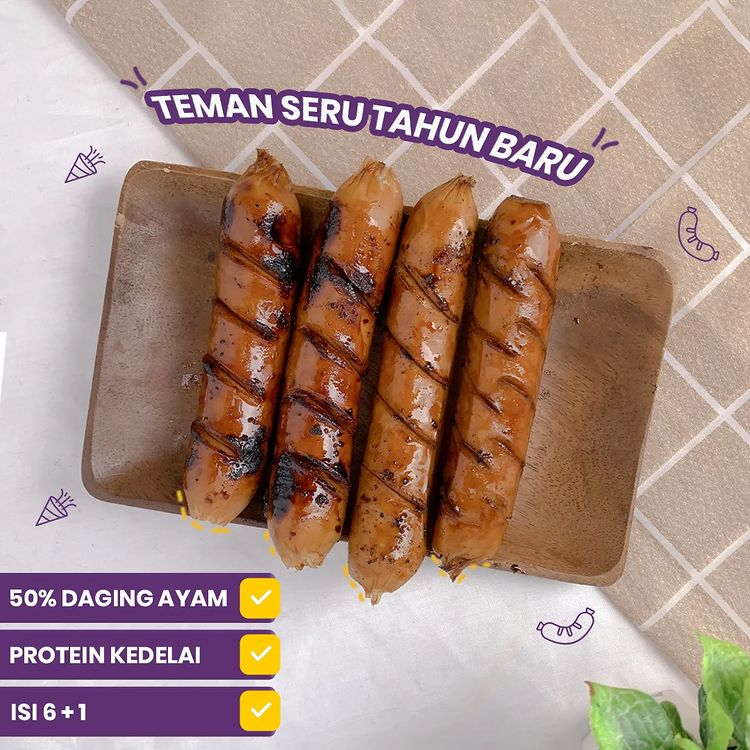 TEMAN SERU TAHUN BARU
50% DAGING AYAM
PROTEIN KEDELAI
ISI 6 + 1